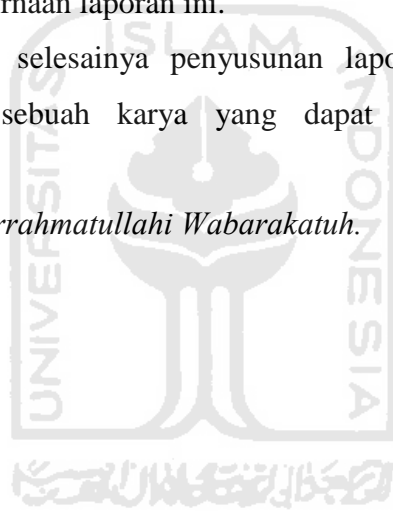 rnaan laporan ini.
selesainya penyusunan lapo
sebuah karya yang dapat
rrahmatullahi Wabarakatuh.
ISLAM
UNIVERSITAS
INDONESIA